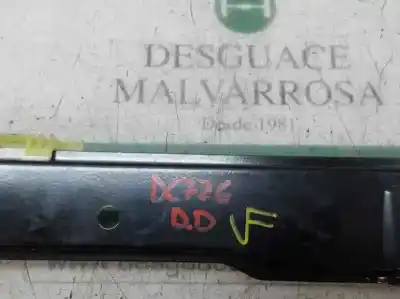 DESGUACE
MALVARROSA
Desde 1981
DC776
D.D